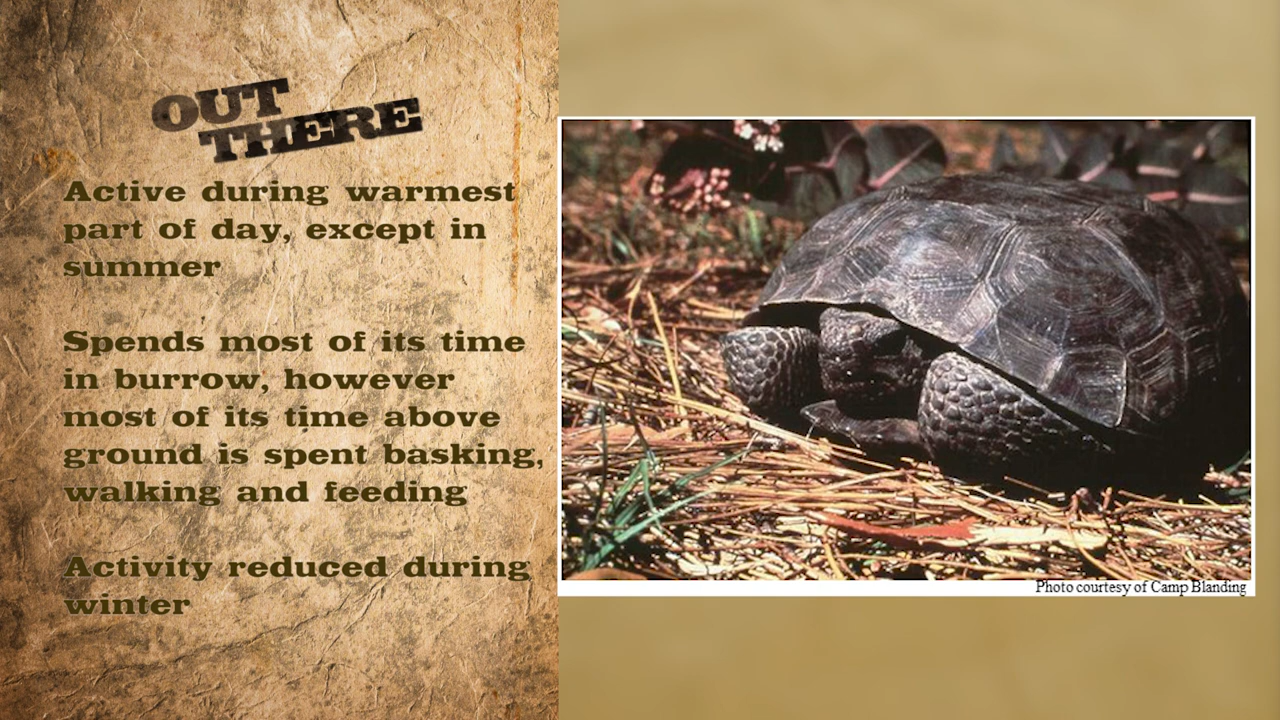 OUT
THERE
Active during warmest
part of day, except in
summer
Spends most of its time
in burrow, however
most of its time above
ground is spent basking,
walking and feeding
Activity reduced during
winter
Photo courtesy of Camp Blanding